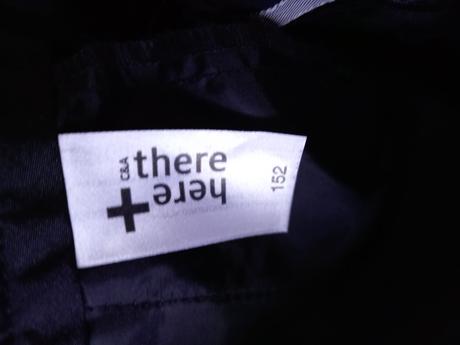 C&A
there
+
here
152